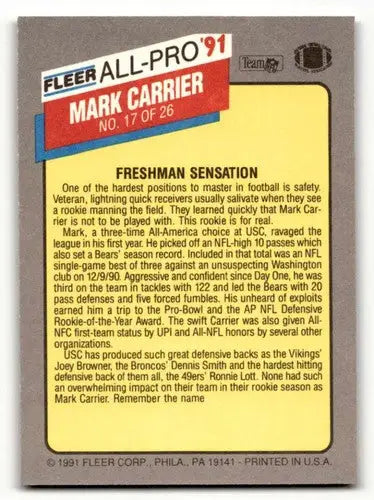 FLEER ALL-PRO '91
MARK CARRIER
NO. 17 OF 26
Team NFL
FRESHMAN SENSATION
One of the hardest positions to master in football is safety.
Veteran, lightning quick receivers usually salivate when they
see a rookie manning the field. They learned quickly that Mark Car-
rier is not to be played with. This rookie is for real.
Mark, a three-time All-America choice at USC, ravaged the
league in his first year. He picked off an NFL-high 10 passes which
also set a Bears' season record. Included in that total was an NFL
single-game best of three against an unsuspecting Washington
club on 12/9/90. Aggressive and confident since Day One, he was
third on the team in tackles with 122 and led the Bears with 20
pass defenses and five forced fumbles. His unheard of exploits
earned him a trip to the Pro-Bowl and the AP NFL Defensive
Rookie-of-the-Year Award. The swift Carrier was also given All-
NFC first-team status by UPI and All-NFL honors by several other
organizations.
USC has produced such great defensive backs as the Vikings'
Joey Browner, the Broncos' Dennis Smith and the hardest hitting
defensive back of them all, the 49ers' Ronnie Lott. None had such
an overwhelming impact on their team in their rookie season as
Mark Carrier. Remember the name
© 1991 FLEER CORP., PHILA., PA 19141 - PRINTED IN U.S.A.